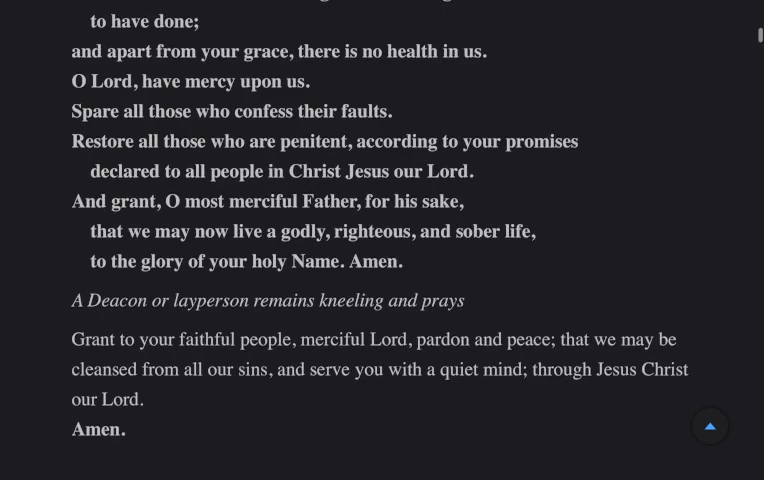 to have done;
and apart from your grace, there is no health in us.
O Lord, have mercy upon us.
Spare all those who confess their faults.
Restore all those who are penitent, according to your promises
declared to all people in Christ Jesus our Lord.
And grant, O most merciful Father, for his sake,
that we may now live a godly, righteous, and sober life,
to the glory of your holy Name. Amen.
A Deacon or layperson remains kneeling and prays
Grant to your faithful people, merciful Lord, pardon and peace; that we may be
cleansed from all our sins, and serve you with a quiet mind; through Jesus Christ
our Lord.
Amen.